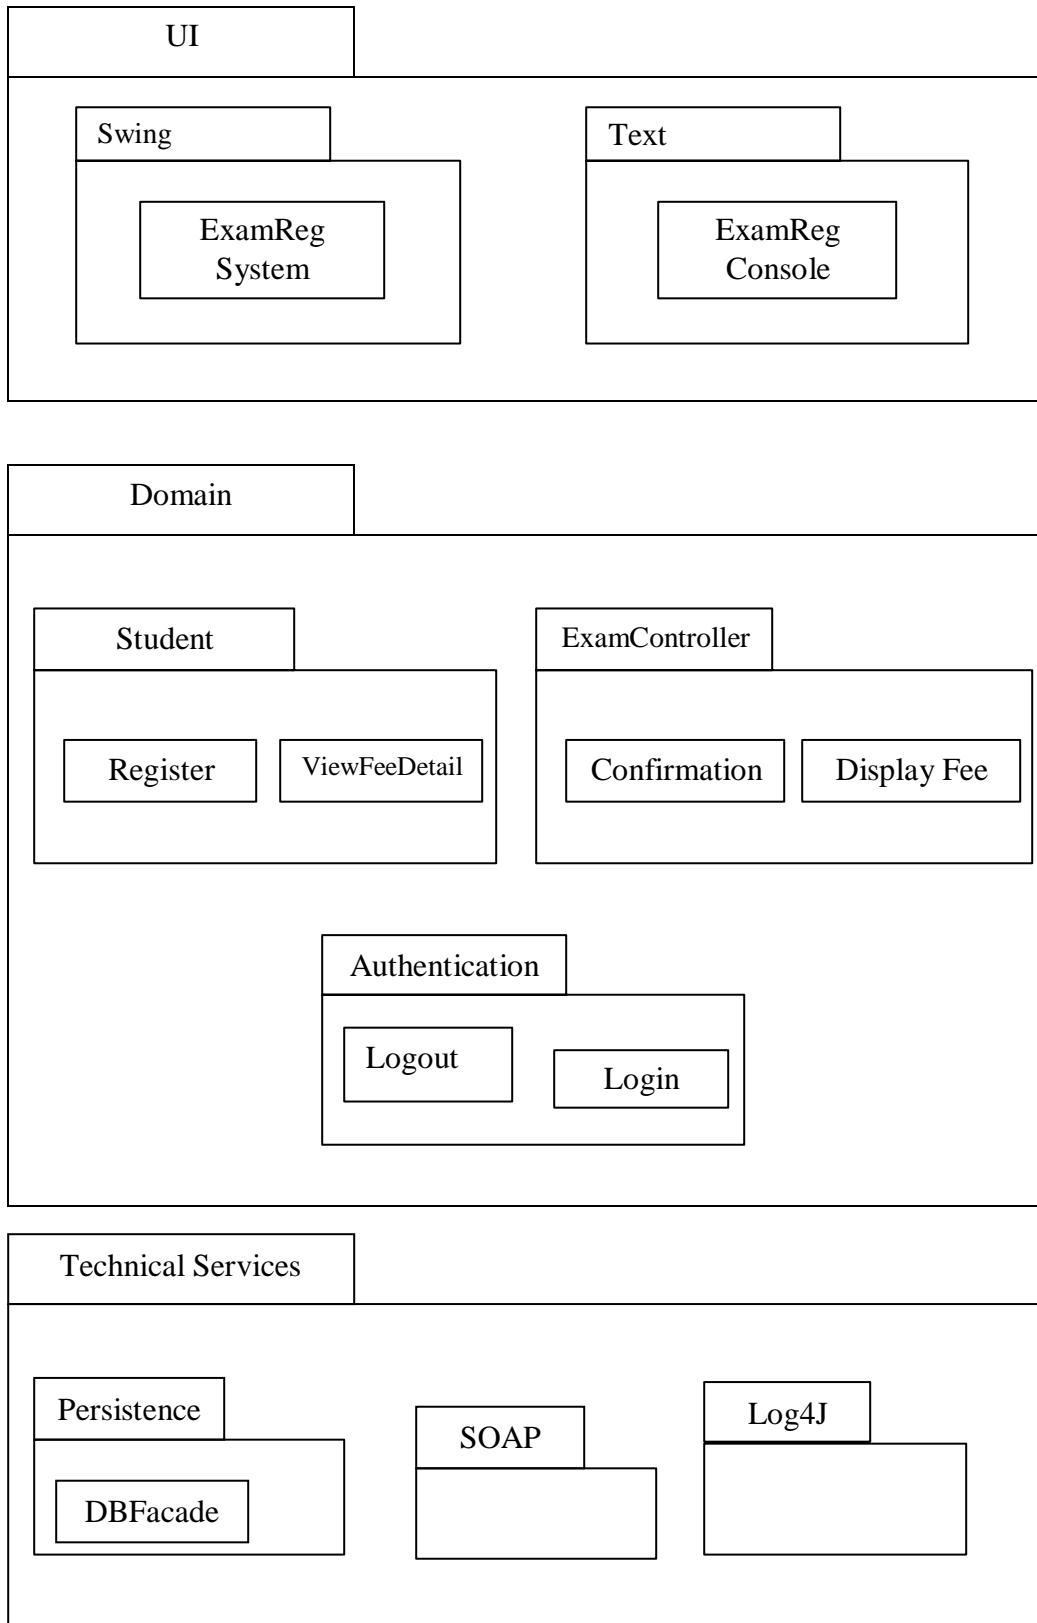 UI
Swing
Text
ExamReg
System
ExamReg
Console
Domain
Student
ExamController
Register
ViewFeeDetail
Confirmation
Display Fee
Authentication
Logout
Login
Technical Services
Persistence
SOAP
Log4J
DBFacade